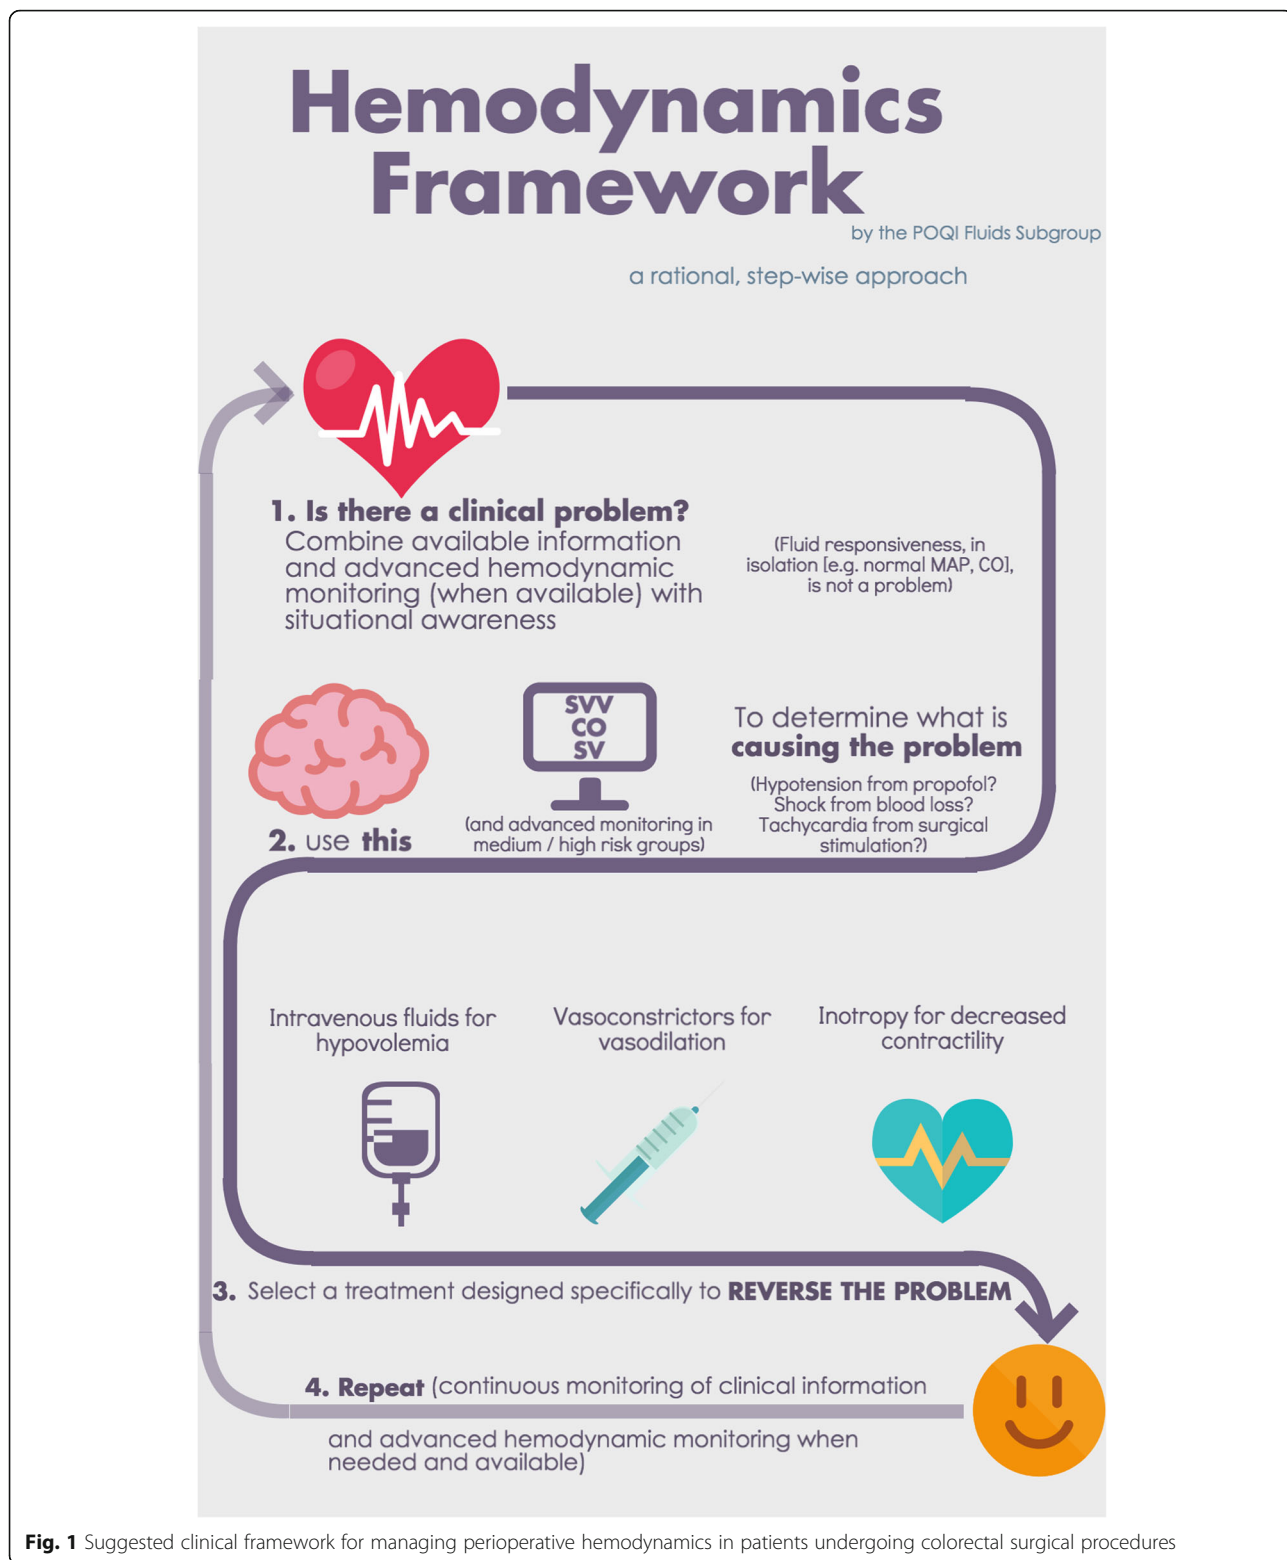 Hemodynamics
Framework
by the POQI Fluids Subgroup
a rational, step-wise approach
1. Is there a clinical problem?
Combine available information
and advanced hemodynamic
monitoring (when available) with
situational awareness
(Fluid responsiveness, in
isolation [e.g. normal MAP, CO],
is not a problem)
2. use this
SVV
CO
SV
(and advanced monitoring in
medium / high risk groups)
To determine what is
causing the problem
(Hypotension from propofol?
Shock from blood loss?
Tachycardia from surgical
stimulation?)
Intravenous fluids for
hypovolemia
Vasoconstrictors for
vasodilation
Inotropy for decreased
contractility
3. Select a treatment designed specifically to REVERSE THE PROBLEM
4. Repeat (continuous monitoring of clinical information
and advanced hemodynamic monitoring when
needed and available)
Fig. 1 Suggested clinical framework for managing perioperative hemodynamics in patients undergoing colorectal surgical procedures